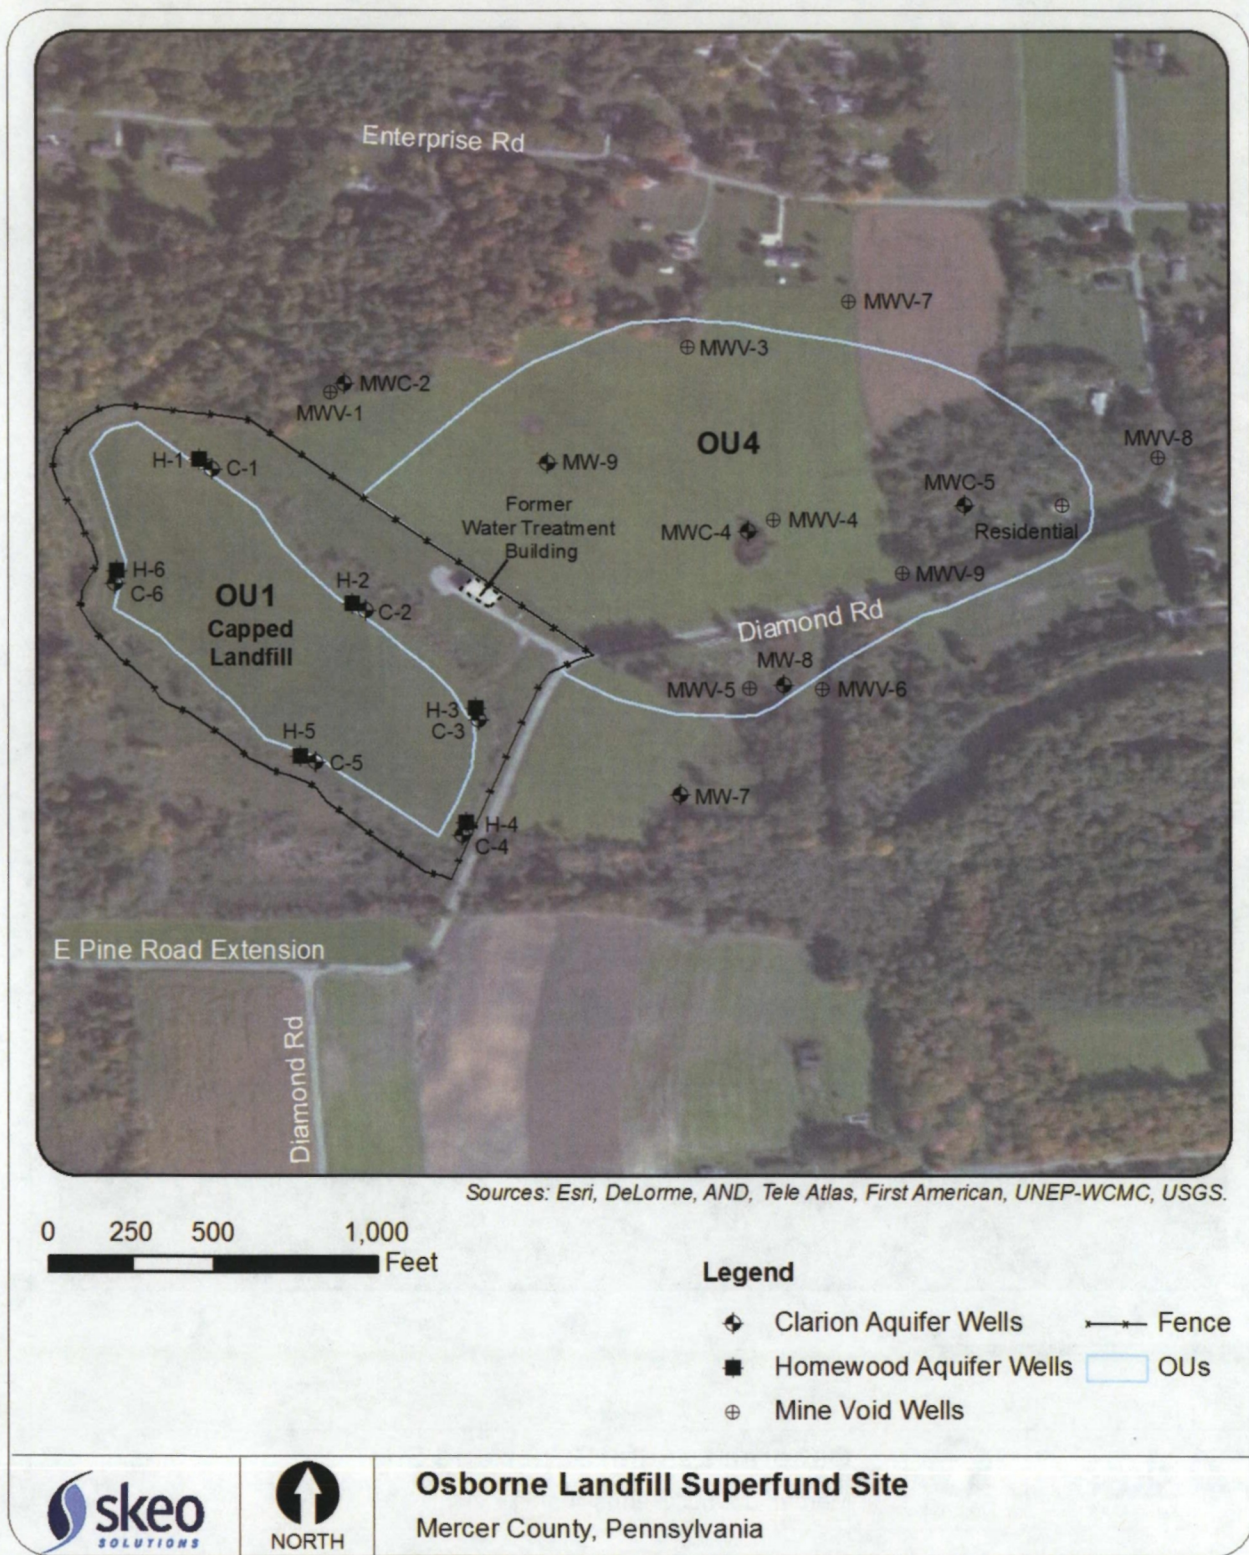 Enterprise Rd
MWV-7
MWV-3
MWC-2
MWV-1
OU4
MWV-8
H-1
C-1
MW-9
MWC-5
Former
Water Treatment
Building
MWC-4
MWV-4
Residential
H-6
C-6
H-2
C-2
MWV-9
OU1
Capped
Landfill
Diamond Rd
MW-8
MWV-5
MWV-6
H-3
C-3
H-5
C-5
MW-7
H-4
C-4
E Pine Road Extension
Diamond Rd
Sources: Esri, DeLorme, AND, Tele Atlas, First American, UNEP-WCMC, USGS.
0 250 500 1,000
Feet
Legend
Clarion Aquifer Wells
Fence
Homewood Aquifer Wells
OUs
Mine Void Wells
skeo
SOLUTIONS
NORTH
Osborne Landfill Superfund Site
Mercer County, Pennsylvania